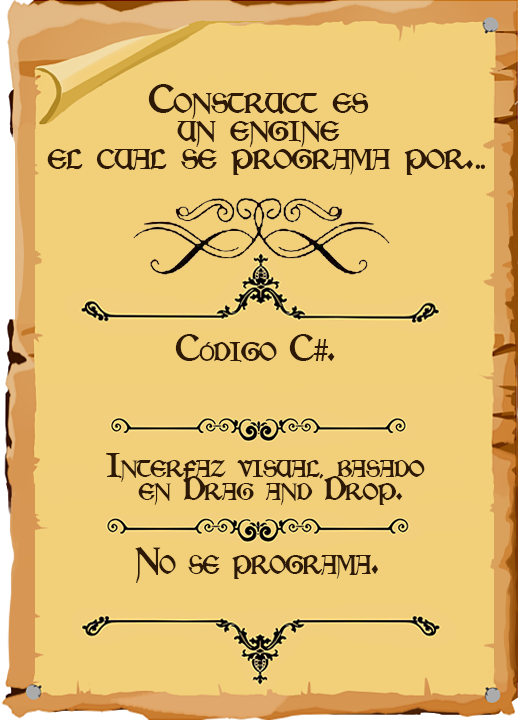 Construct es
un engine
el cual se programa por...
Código C#.
Interfaz visual, basado
en Drag and Drop.
No se programa.